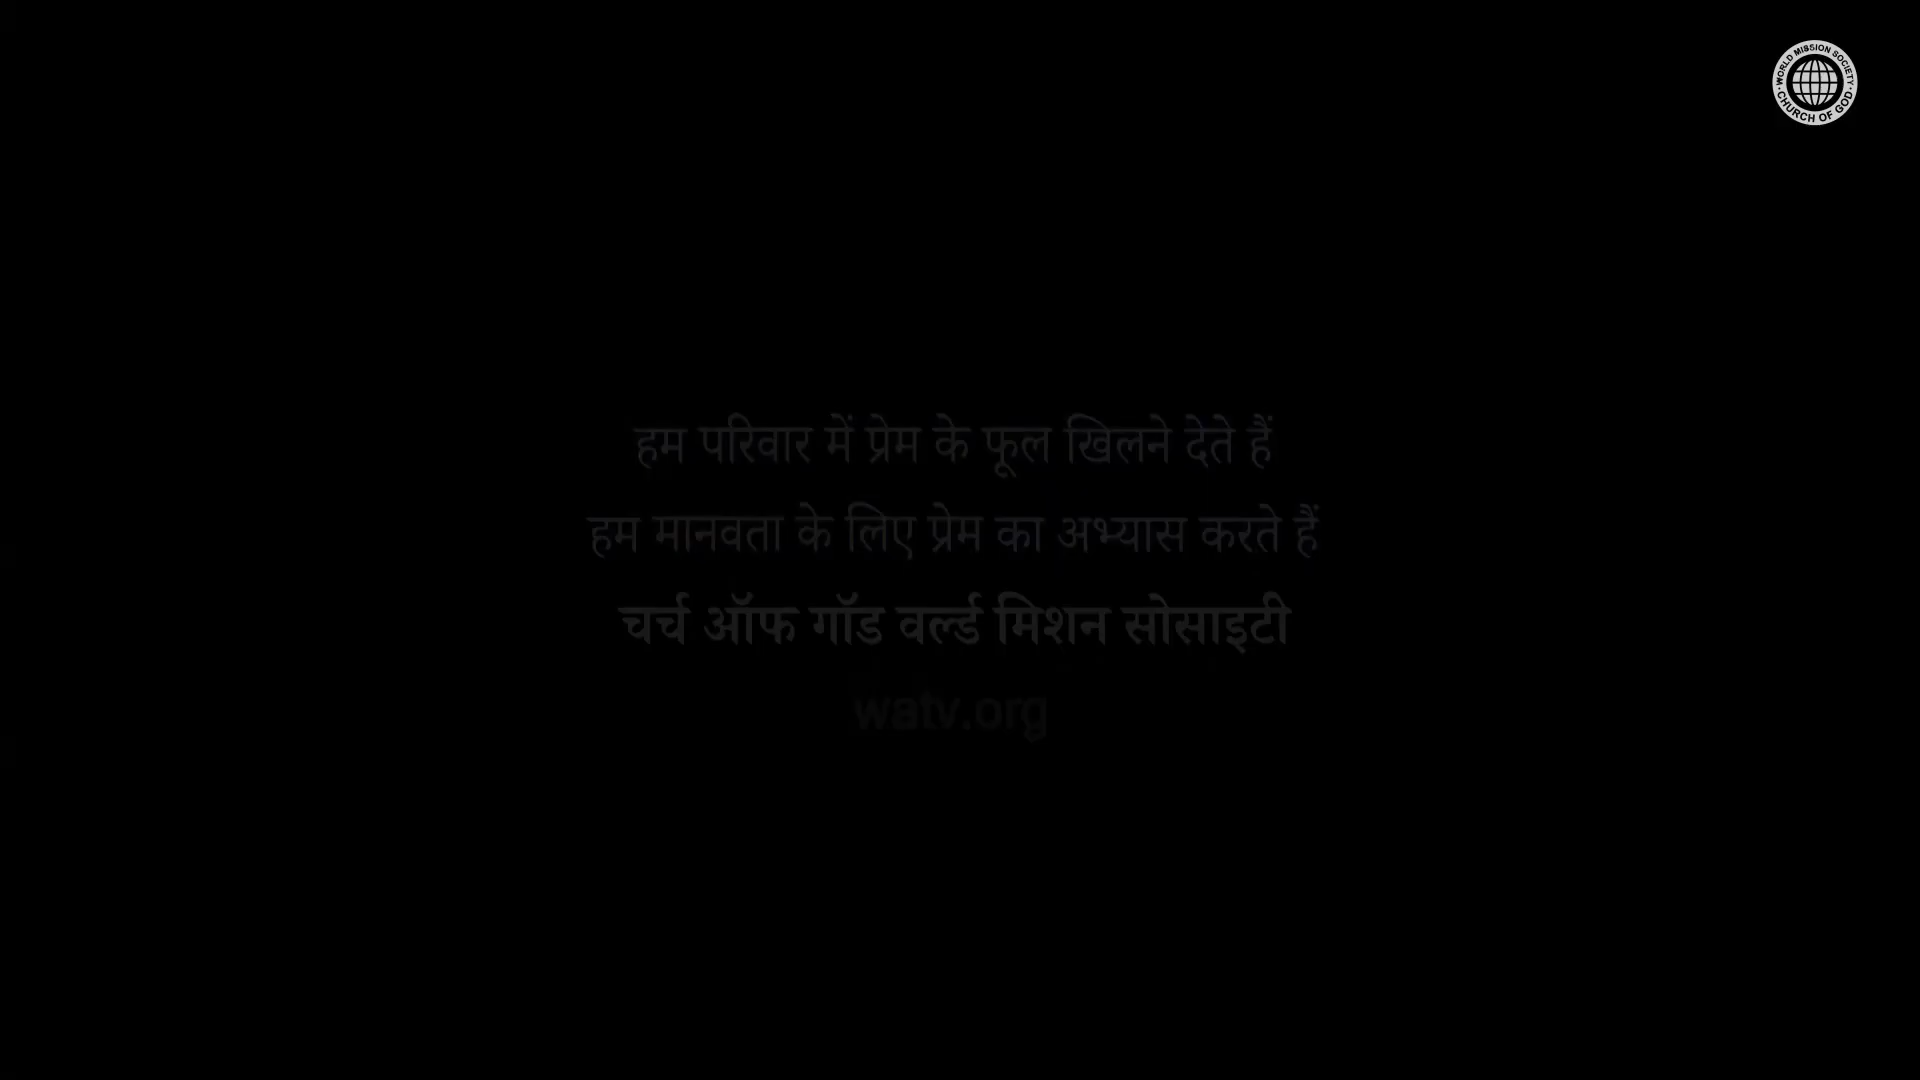 WORLD MISSION SOCIETY
CHURCH OF GOD
हम परिवार में प्रेम के फूल खिलने देते हैं
हम मानवता के लिए प्रेम का अभ्यास करते हैं
चर्च ऑफ गॉड वर्ल्ड मिशन सोसाइटी
watv.org